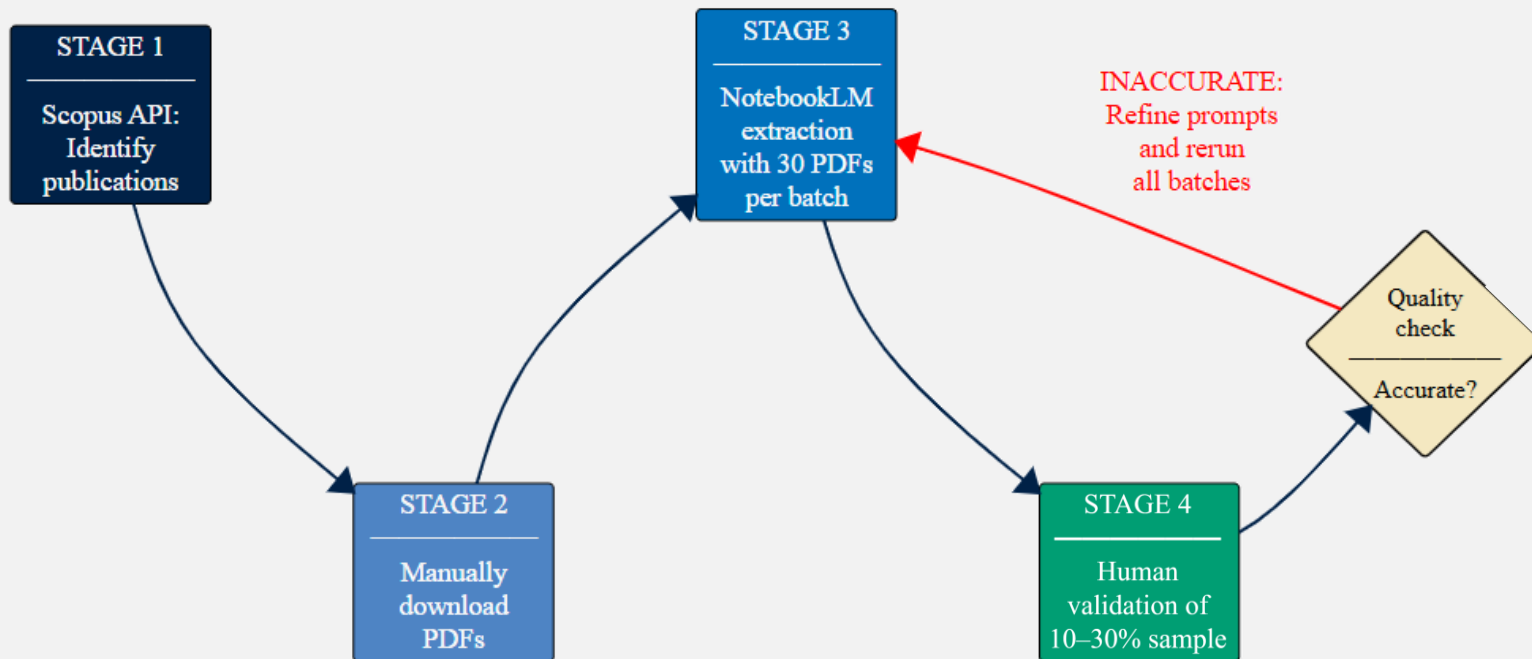 STAGE 1
Scopus API:
Identify
publications
STAGE 2
Manually
download
PDFs
STAGE 3
NotebookLM
extraction
with 30 PDFs
per batch
STAGE 4
Human
validation of
10–30% sample
Quality
check
Accurate?
INACCURATE:
Refine prompts
and rerun
all batches